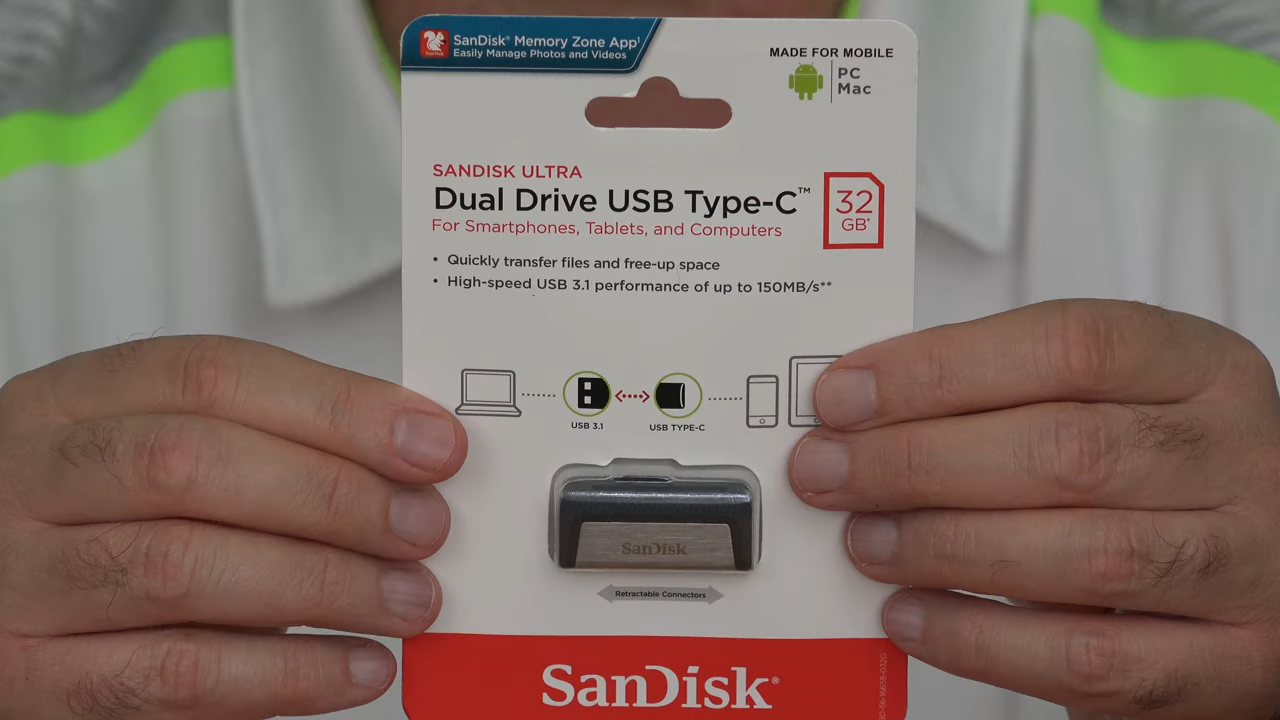 SanDisk® Memory Zone App¹
Easily Manage Photos and Videos
SanDisk
MADE FOR MOBILE
PC
Mac
SANDISK ULTRA
Dual Drive USB Type-C™
For Smartphones, Tablets, and Computers
32
GB*
• Quickly transfer files and free-up space
• High-speed USB 3.1 performance of up to 150MB/s**
USB 3.1
USB TYPE-C
SanDisk
Retractable Connectors
SanDisk®